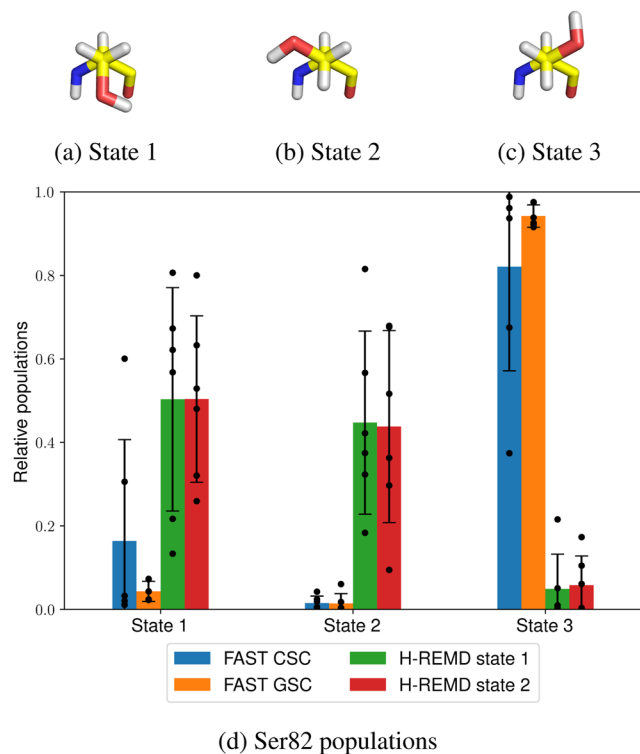 (a) State 1 (b) State 2 (c) State 3
1.0
0.8
0.6
0.4
0.2
0.0
Relative populations
State 1 State 2 State 3
FAST CSC H-REMD state 1
FAST GSC H-REMD state 2
(d) Ser82 populations